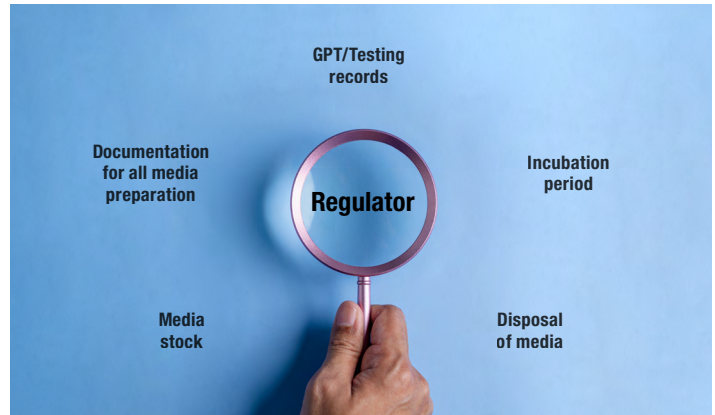 GPT/Testing
records
Documentation
for all media
preparation
Incubation
period
Regulator
Media
stock
Disposal
of media